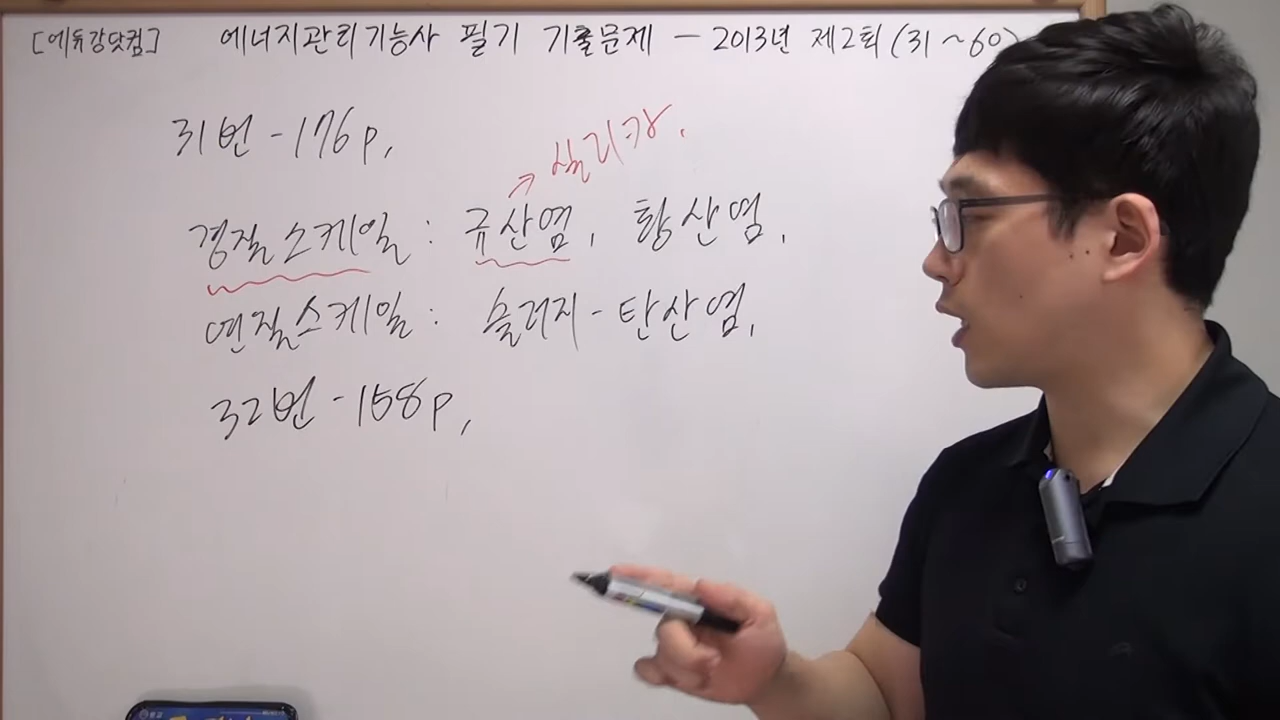 [에듀강닷컴] 에너지관리기능사 필기 기출문제 - 2013년 제2회 (31~60)
31번 - 176p.
→ 실리카.
경질스케일 : 규산염, 황산염.
연질스케일 : 슬러지 - 탄산염.
32번 - 158p.